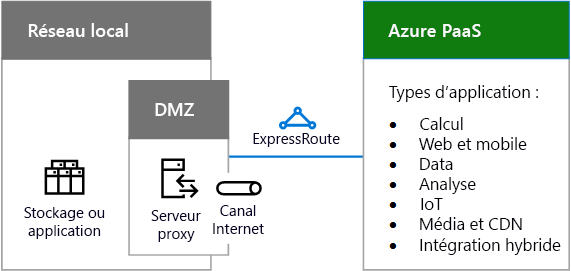 Réseau local
DMZ
Stockage ou
application
Serveur
proxy
Canal
Internet
ExpressRoute
Azure PaaS
Types d’application :
• Calcul
• Web et mobile
• Data
• Analyse
• IoT
• Média et CDN
• Intégration hybride